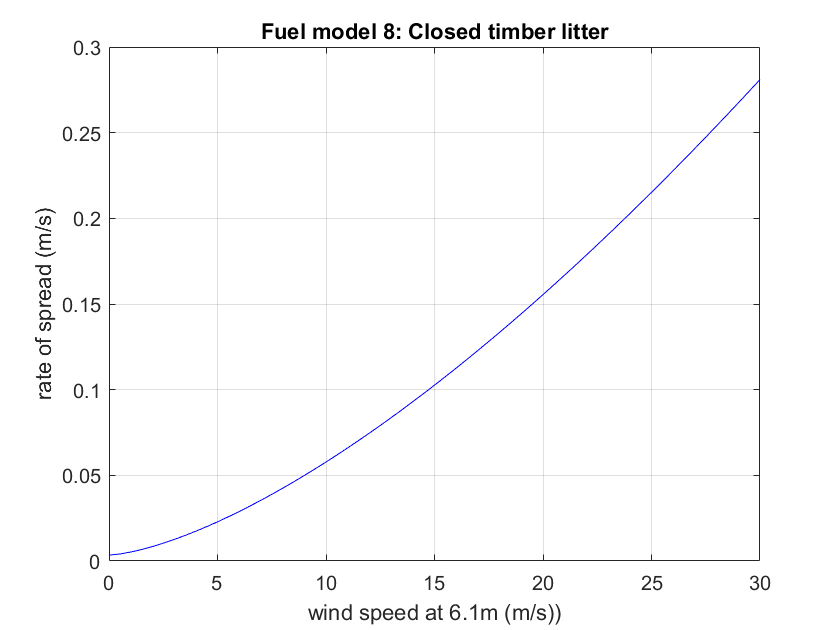 Fuel model 8: Closed timber litter
0.3
0.25
0.2
0.15
0.1
0.05
0
rate of spread (m/s)
0 5 10 15 20 25 30
wind speed at 6.1m (m/s))